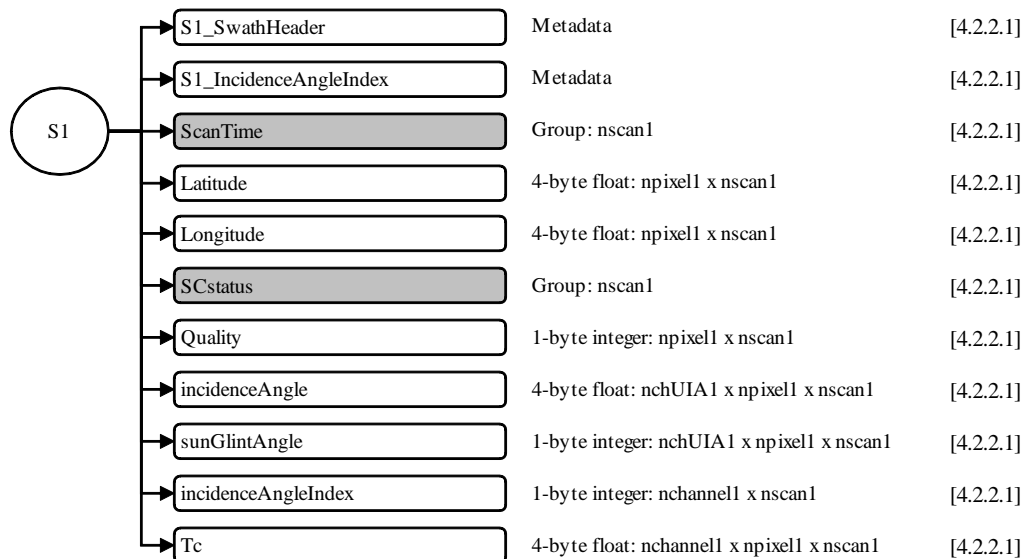 S1_SwathHeader Metadata [4.2.2.1]
S1_IncidenceAngleIndex Metadata [4.2.2.1]
S1
ScanTime Group: nscan1 [4.2.2.1]
Latitude 4-byte float: npixel1 x nscan1 [4.2.2.1]
Longitude 4-byte float: npixel1 x nscan1 [4.2.2.1]
SCstatus Group: nscan1 [4.2.2.1]
Quality 1-byte integer: npixel1 x nscan1 [4.2.2.1]
incidenceAngle 4-byte float: nchUIA1 x npixel1 x nscan1 [4.2.2.1]
sunGlintAngle 1-byte integer: nchUIA1 x npixel1 x nscan1 [4.2.2.1]
incidenceAngleIndex 1-byte integer: nchannel1 x nscan1 [4.2.2.1]
Tc 4-byte float: nchannel1 x npixel1 x nscan1 [4.2.2.1]